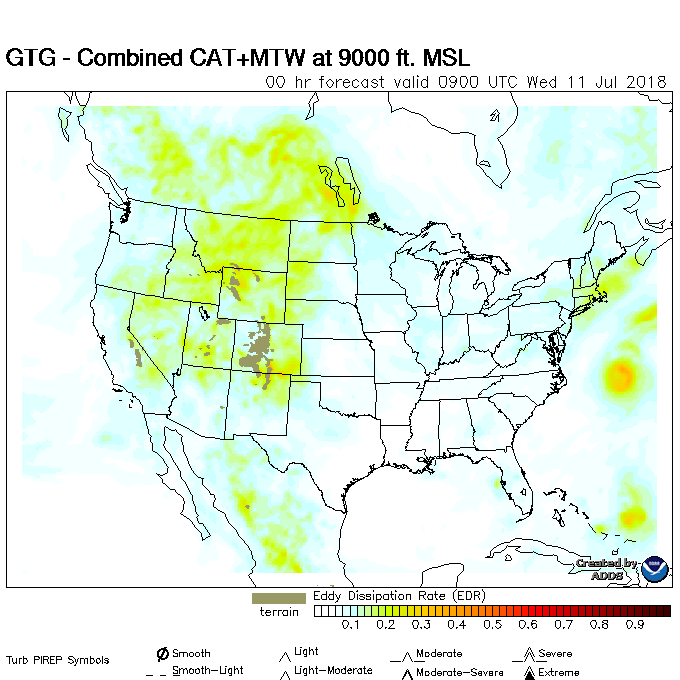 GTG - Combined CAT+MTW at 9000 ft. MSL
00 hr forecast valid 0900 UTC Wed 11 Jul 2018
Created by
ADDS
Eddy Dissipation Rate (EDR)
terrain
0.1 0.2 0.3 0.4 0.5 0.6 0.7 0.8 0.9
Turb PIREP Symbols
Smooth Light Moderate Severe
Smooth-Light Light-Moderate Moderate-Severe Extreme